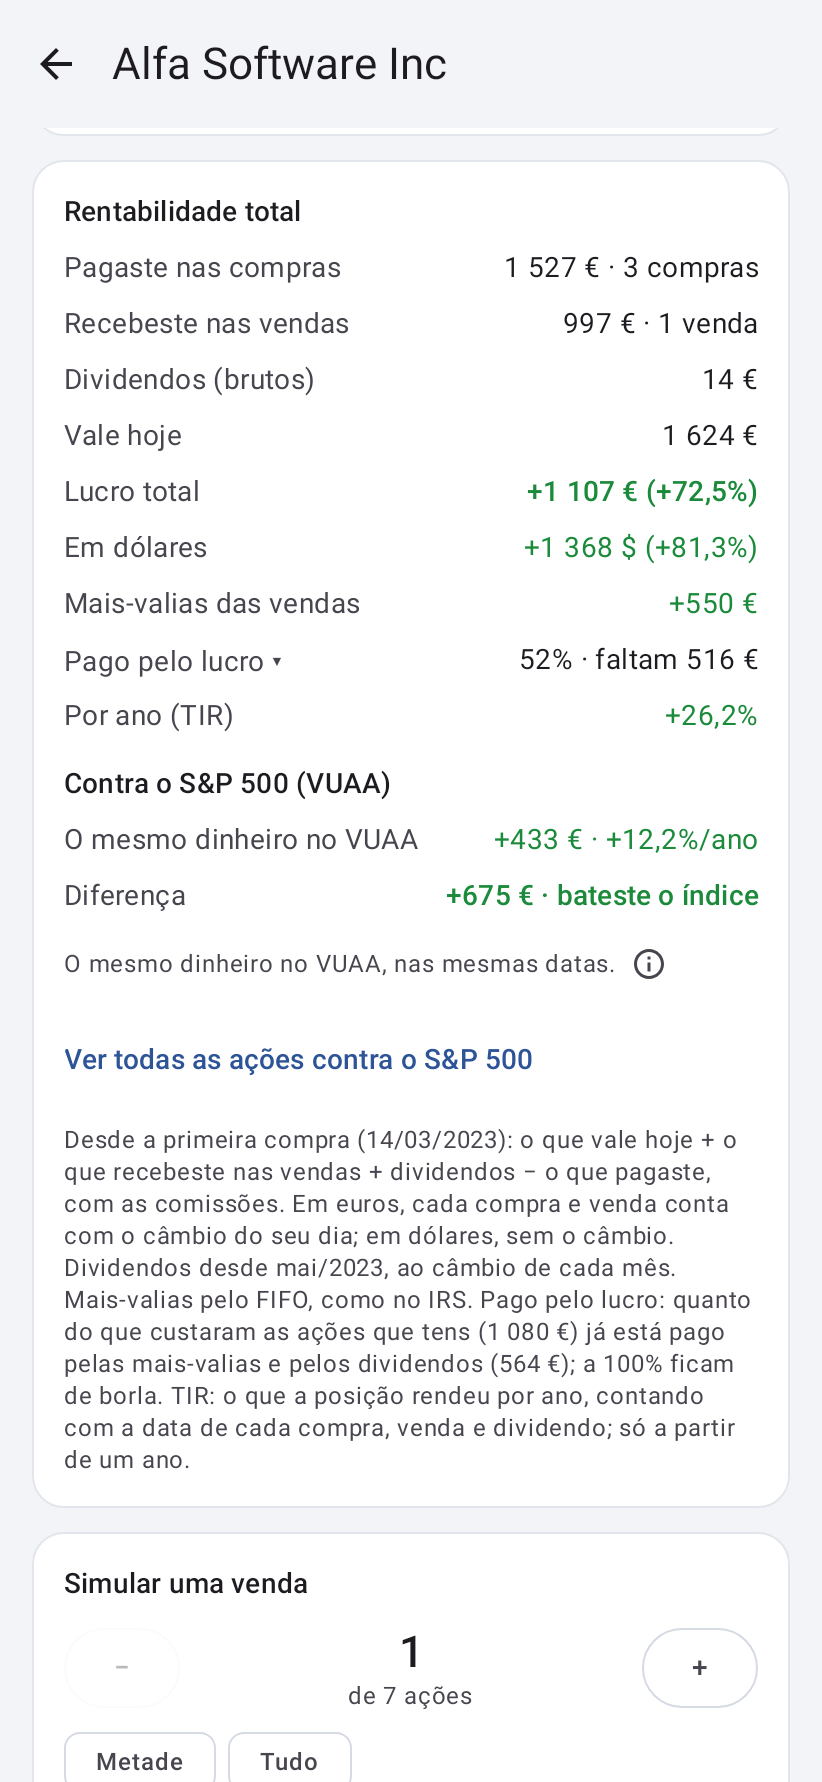 Alfa Software Inc
Rentabilidade total
Pagaste nas compras 1 527 € · 3 compras
Recebeste nas vendas 997 € · 1 venda
Dividendos (brutos) 14 €
Vale hoje 1 624 €
Lucro total +1 107 € (+72,5%)
Em dólares +1 368 $ (+81,3%)
Mais-valias das vendas +550 €
Pago pelo lucro ▾ 52% · faltam 516 €
Por ano (TIR) +26,2%
Contra o S&P 500 (VUAA)
O mesmo dinheiro no VUAA +433 € · +12,2%/ano
Diferença +675 € · bateste o índice
O mesmo dinheiro no VUAA, nas mesmas datas.
Ver todas as ações contra o S&P 500
Desde a primeira compra (14/03/2023): o que vale hoje + o
que recebeste nas vendas + dividendos − o que pagaste,
com as comissões. Em euros, cada compra e venda conta
com o câmbio do seu dia; em dólares, sem o câmbio.
Dividendos desde mai/2023, ao câmbio de cada mês.
Mais-valias pelo FIFO, como no IRS. Pago pelo lucro: quanto
do que custaram as ações que tens (1 080 €) já está pago
pelas mais-valias e pelos dividendos (564 €); a 100% ficam
de borla. TIR: o que a posição rendeu por ano, contando
com a data de cada compra, venda e dividendo; só a partir
de um ano.
Simular uma venda
− 1 +
de 7 ações
Metade Tudo